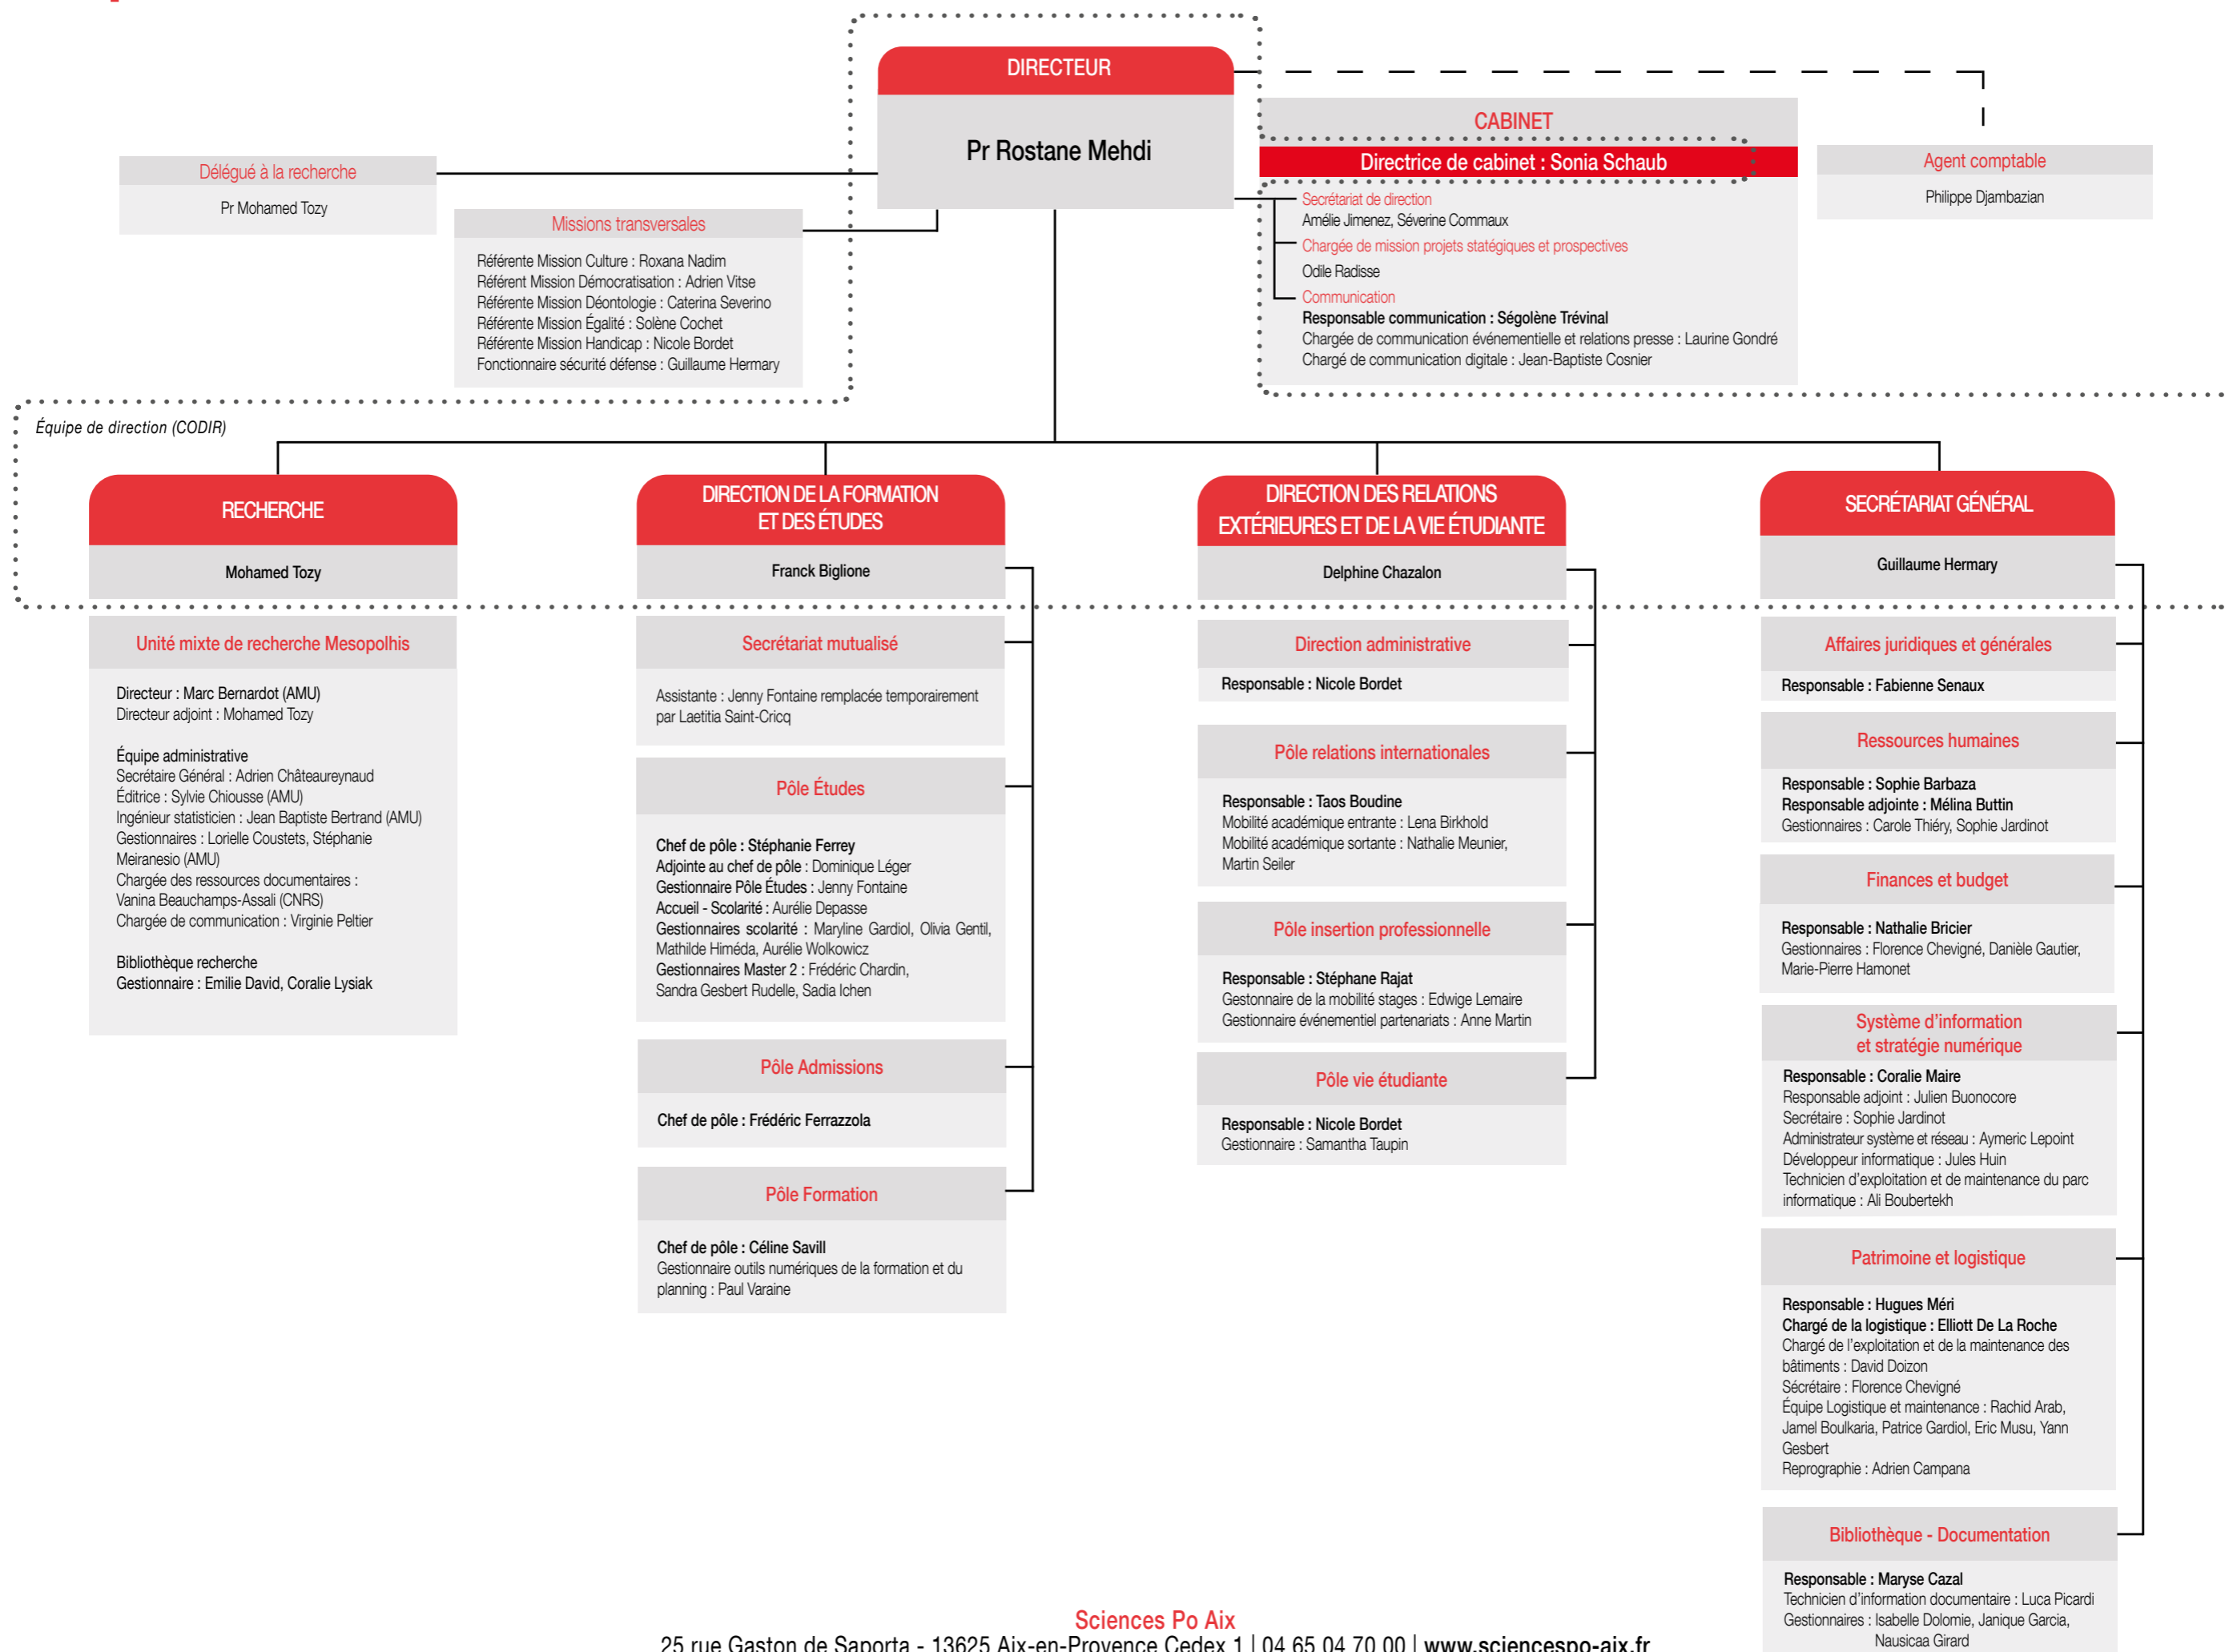 DIRECTEUR
Pr Rostane Mehdi
CABINET
Directrice de cabinet : Sonia Schaub
Secrétariat de direction
Amélie Jimenez, Séverine Commaux
Chargée de mission projets statégiques et prospectives
Odile Radisse
Communication
Responsable communication : Ségolène Trévinal
Chargée de communication événementielle et relations presse : Laurine Gondré
Chargé de communication digitale : Jean-Baptiste Cosnier
Agent comptable
Philippe Djambazian
Délégué à la recherche
Pr Mohamed Tozy
Missions transversales
Référente Mission Culture : Roxana Nadim
Référent Mission Démocratisation : Adrien Vitse
Référente Mission Déontologie : Caterina Severino
Référente Mission Égalité : Solène Cochet
Référente Mission Handicap : Nicole Bordet
Fonctionnaire sécurité défense : Guillaume Hermary
Équipe de direction (CODIR)
RECHERCHE
Mohamed Tozy
Unité mixte de recherche Mesopolhis
Directeur : Marc Bernardot (AMU)
Directeur adjoint : Mohamed Tozy
Équipe administrative
Secrétaire Général : Adrien Châteaureynaud
Éditrice : Sylvie Chiousse (AMU)
Ingénieur statisticien : Jean Baptiste Bertrand (AMU)
Gestionnaires : Lorielle Coustets, Stéphanie
Meiranesio (AMU)
Chargée des ressources documentaires :
Vanina Beauchamps-Assali (CNRS)
Chargée de communication : Virginie Peltier
Bibliothèque recherche
Gestionnaire : Emilie David, Coralie Lysiak
DIRECTION DE LA FORMATION
ET DES ÉTUDES
Franck Biglione
Secrétariat mutualisé
Assistante : Jenny Fontaine remplacée temporairement
par Laetitia Saint-Cricq
Pôle Études
Chef de pôle : Stéphanie Ferrey
Adjointe au chef de pôle : Dominique Léger
Gestionnaire Pôle Études : Jenny Fontaine
Accueil - Scolarité : Aurélie Depasse
Gestionnaires scolarité : Maryline Gardiol, Olivia Gentil,
Mathilde Himéda, Aurélie Wolkowicz
Gestionnaires Master 2 : Frédéric Chardin,
Sandra Gesbert Rudelle, Sadia Ichen
Pôle Admissions
Chef de pôle : Frédéric Ferrazzola
Pôle Formation
Chef de pôle : Céline Savill
Gestionnaire outils numériques de la formation et du
planning : Paul Varaine
DIRECTION DES RELATIONS
EXTÉRIEURES ET DE LA VIE ÉTUDIANTE
Delphine Chazalon
Direction administrative
Responsable : Nicole Bordet
Pôle relations internationales
Responsable : Taos Boudine
Mobilité académique entrante : Lena Birkhold
Mobilité académique sortante : Nathalie Meunier,
Martin Seiler
Pôle insertion professionnelle
Responsable : Stéphane Rajat
Gestonnaire de la mobilité stages : Edwige Lemaire
Gestionnaire événementiel partenariats : Anne Martin
Pôle vie étudiante
Responsable : Nicole Bordet
Gestionnaire : Samantha Taupin
SECRÉTARIAT GÉNÉRAL
Guillaume Hermary
Affaires juridiques et générales
Responsable : Fabienne Senaux
Ressources humaines
Responsable : Sophie Barbaza
Responsable adjointe : Mélina Buttin
Gestionnaires : Carole Thiéry, Sophie Jardinot
Finances et budget
Responsable : Nathalie Bricier
Gestionnaires : Florence Chevigné, Danièle Gautier,
Marie-Pierre Hamonet
Système d'information
et stratégie numérique
Responsable : Coralie Maire
Responsable adjoint : Julien Buonocore
Secrétaire : Sophie Jardinot
Administrateur système et réseau : Aymeric Lepoint
Développeur informatique : Jules Huin
Technicien d'exploitation et de maintenance du parc
informatique : Ali Boubertekh
Patrimoine et logistique
Responsable : Hugues Méri
Chargé de la logistique : Elliott De La Roche
Chargé de l'exploitation et de la maintenance des
bâtiments : David Doizon
Sécrétaire : Florence Chevigné
Équipe Logistique et maintenance : Rachid Arab,
Jamel Boulkaria, Patrice Gardiol, Eric Musu, Yann
Gesbert
Reprographie : Adrien Campana
Bibliothèque - Documentation
Responsable : Maryse Cazal
Technicien d'information documentaire : Luca Picardi
Gestionnaires : Isabelle Dolomie, Janique Garcia,
Nausicaa Girard
Sciences Po Aix
25 rue Gaston de Saporta - 13625 Aix-en-Provence Cedex 1 | 04 65 04 70 00 | www.sciencespo-aix.fr